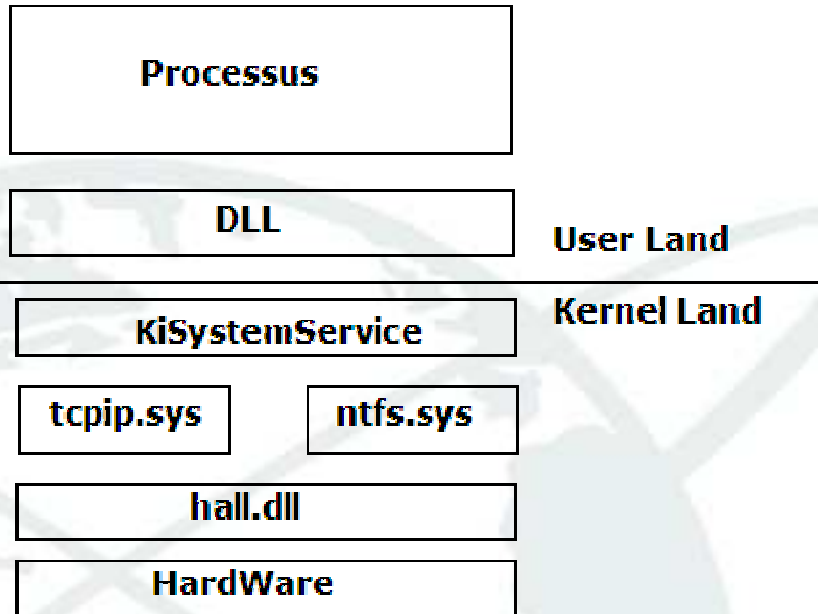 Processus
DLL
User Land
Kernel Land
KiSystemService
tcpip.sys
ntfs.sys
hall.dll
HardWare